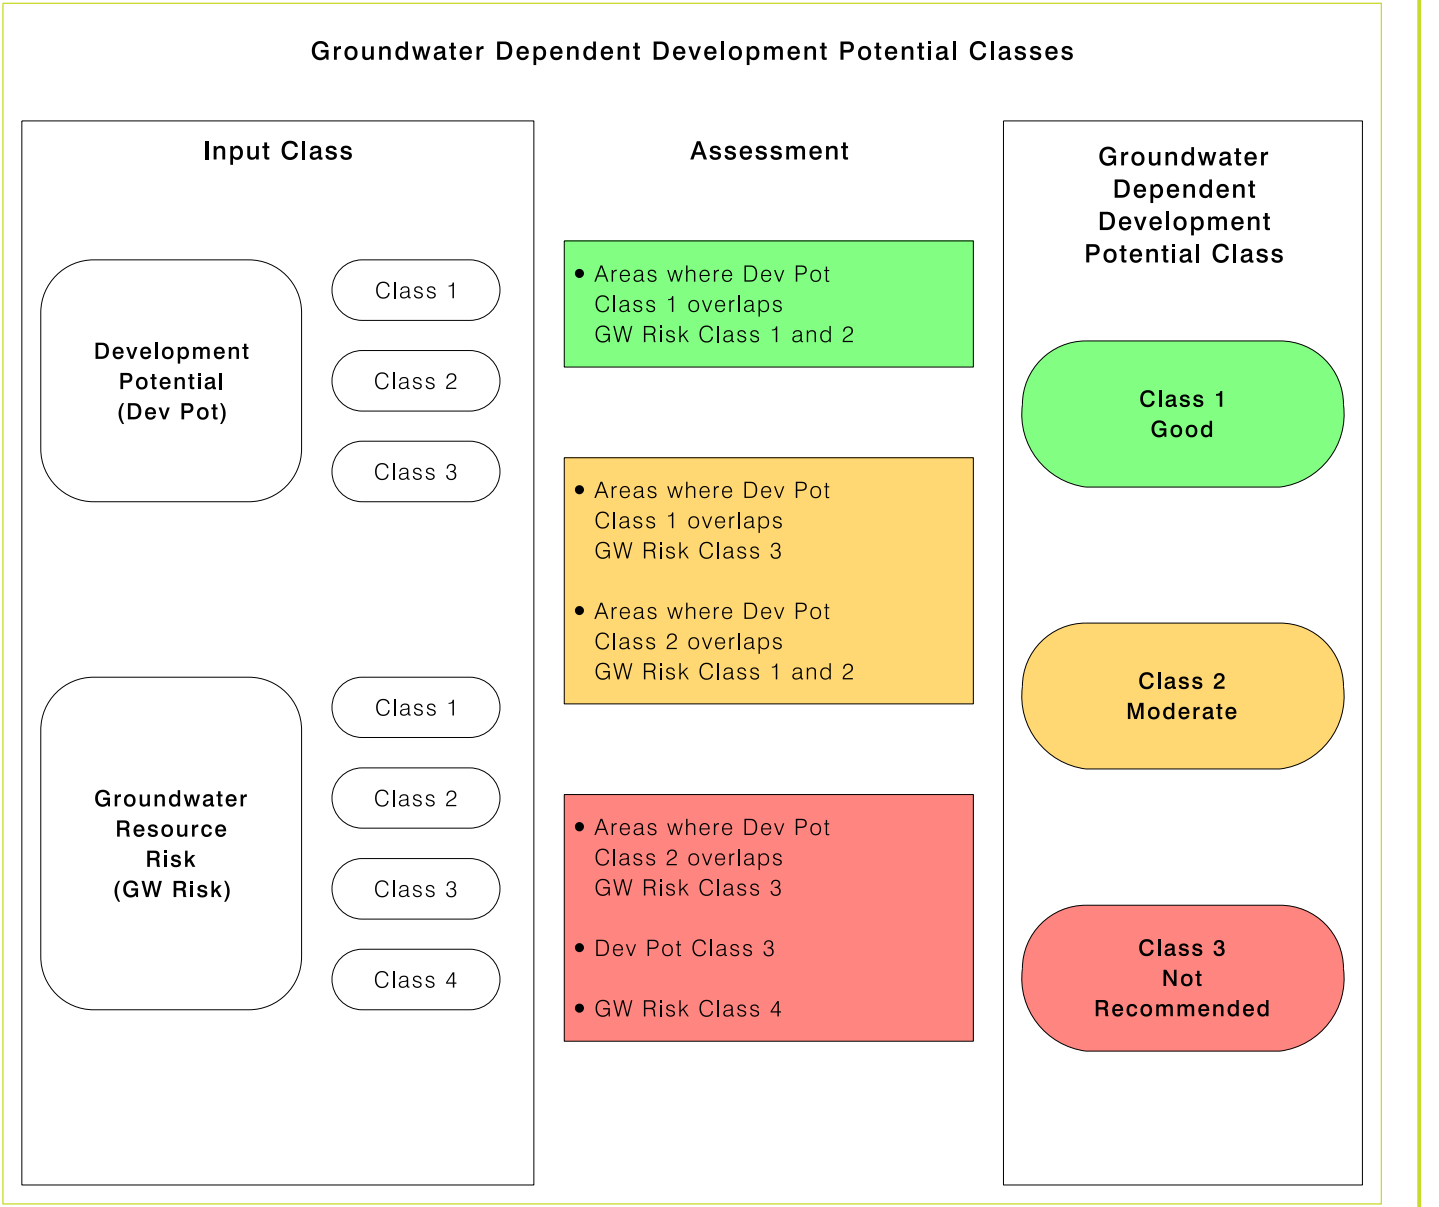 Groundwater Dependent Development Potential Classes
Input Class
Development
Potential
(Dev Pot)
Class 1
Class 2
Class 3
Groundwater
Resource
Risk
(GW Risk)
Class 1
Class 2
Class 3
Class 4
Assessment
• Areas where Dev Pot
Class 1 overlaps
GW Risk Class 1 and 2
• Areas where Dev Pot
Class 1 overlaps
GW Risk Class 3
• Areas where Dev Pot
Class 2 overlaps
GW Risk Class 1 and 2
• Areas where Dev Pot
Class 2 overlaps
GW Risk Class 3
• Dev Pot Class 3
• GW Risk Class 4
Groundwater
Dependent
Development
Potential Class
Class 1
Good
Class 2
Moderate
Class 3
Not
Recommended